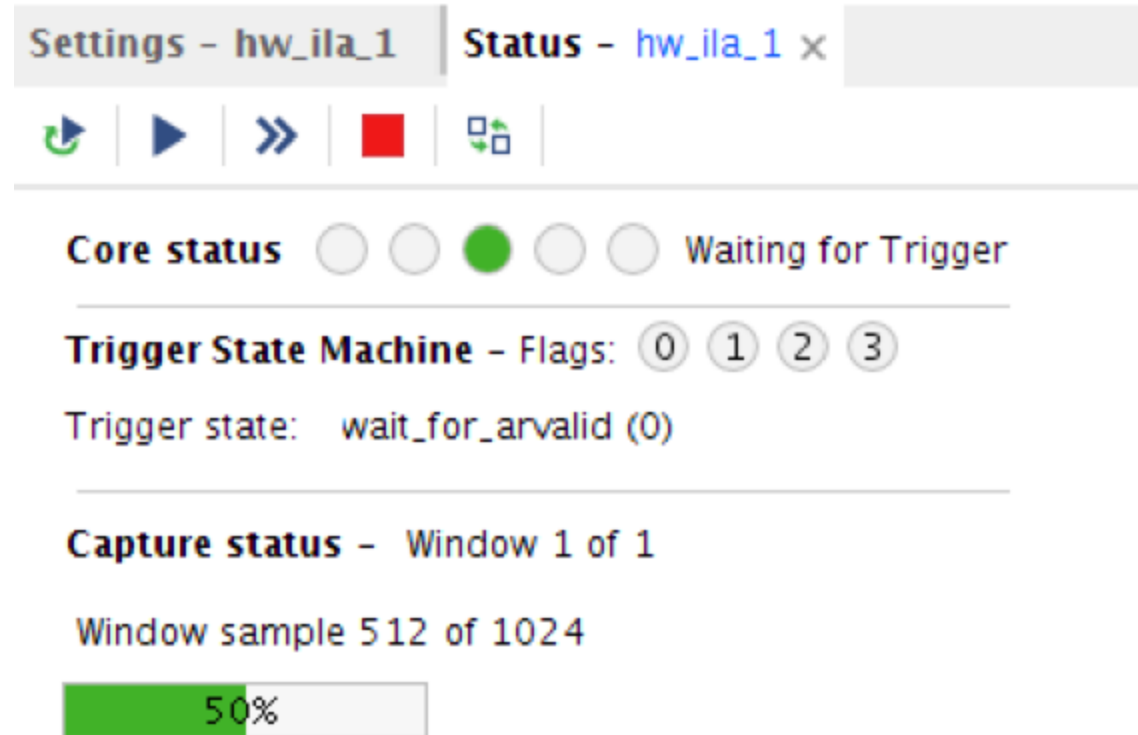 Settings – hw_ila_1 Status – hw_ila_1 ×
Core status Waiting for Trigger
Trigger State Machine – Flags: 0 1 2 3
Trigger state: wait_for_arvalid (0)
Capture status – Window 1 of 1
Window sample 512 of 1024
50%